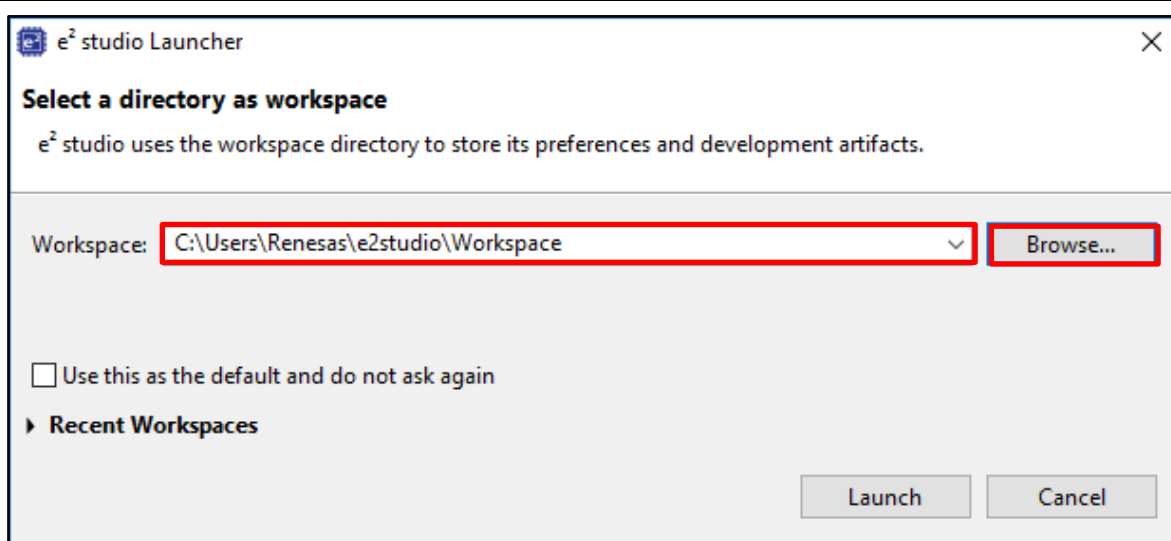 e² studio Launcher
Select a directory as workspace
e² studio uses the workspace directory to store its preferences and development artifacts.
Workspace: C:\Users\Renesas\e2studio\Workspace Browse...
Use this as the default and do not ask again
Recent Workspaces
Launch Cancel